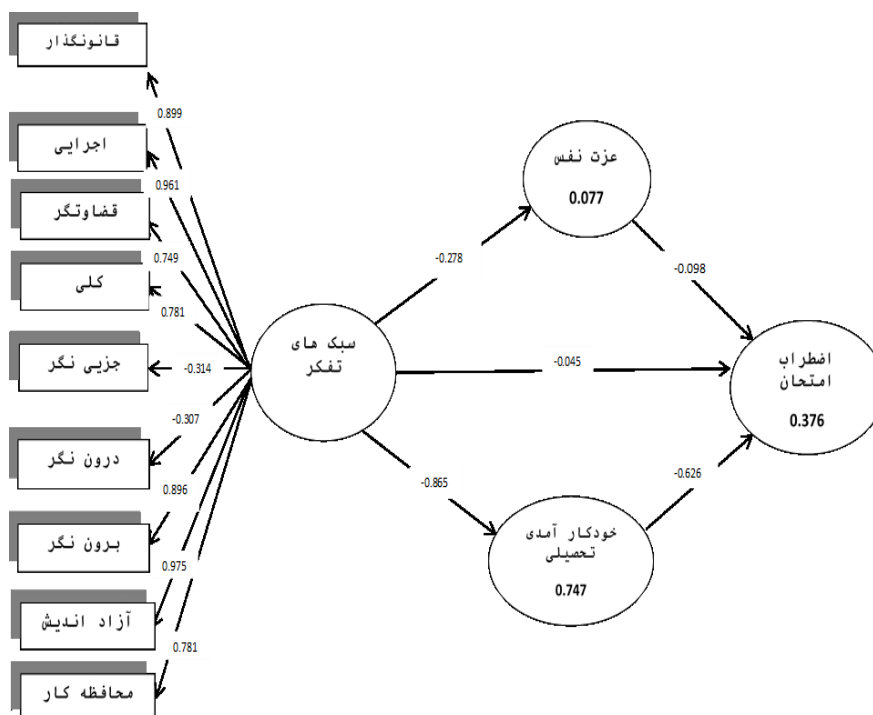 قانونگذار
0.899
اجرایی
0.961
قضاوتگر
0.749
کلی
0.781
جزیی نگر
-0.314
درون نگر
-0.307
برون نگر
0.896
آزاد اندیش
0.975
محافظه کار
0.781
سبک های
تفکر
-0.278
عزت نفس
0.077
-0.098
-0.045
-0.865
خودکار آمدی
تحصیلی
0.747
-0.626
اضطراب
امتحان
0.376